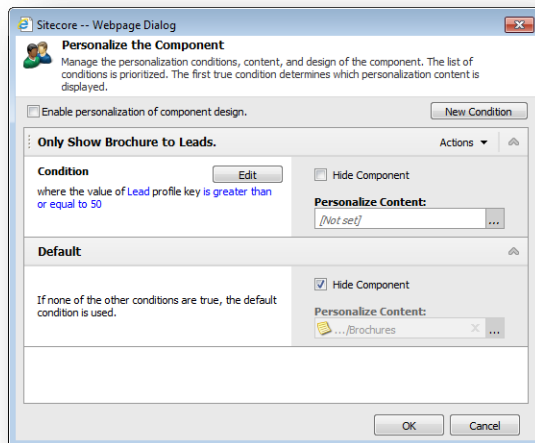 Sitecore -- Webpage Dialog
Personalize the Component
Manage the personalization conditions, content, and design of the component. The list of
conditions is prioritized. The first true condition determines which personalization content is
displayed.
Enable personalization of component design.
New Condition
Only Show Brochure to Leads.
Actions
Condition
Edit
where the value of Lead profile key is greater than
or equal to 50
Hide Component
Personalize Content:
[Not set]
...
Default
If none of the other conditions are true, the default
condition is used.
Hide Component
Personalize Content:
.../Brochures
...
OK
Cancel